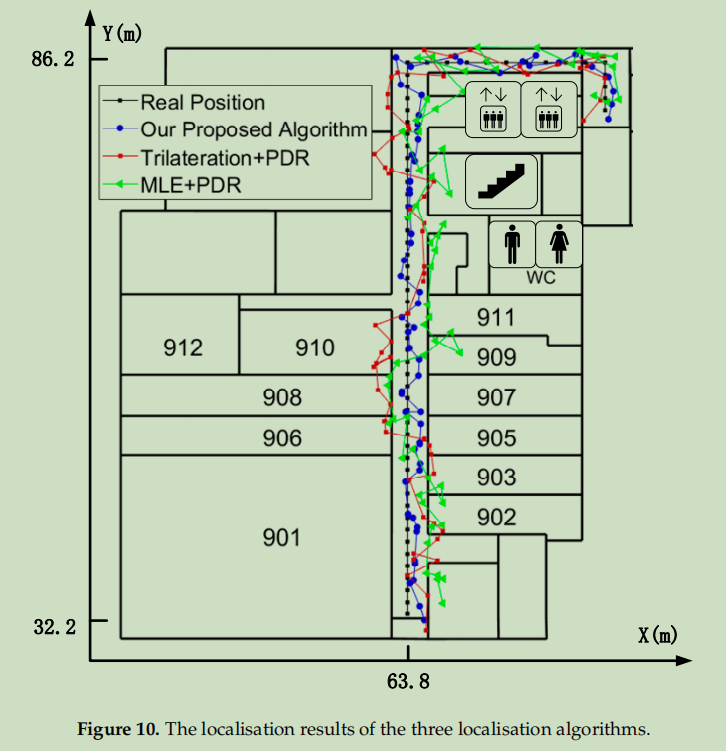 Y(m)
86.2
Real Position
Our Proposed Algorithm
Trilateration+PDR
MLE+PDR
WC
911
912
910
909
908
907
906
905
903
902
901
32.2
X(m)
63.8
Figure 10. The localisation results of the three localisation algorithms.